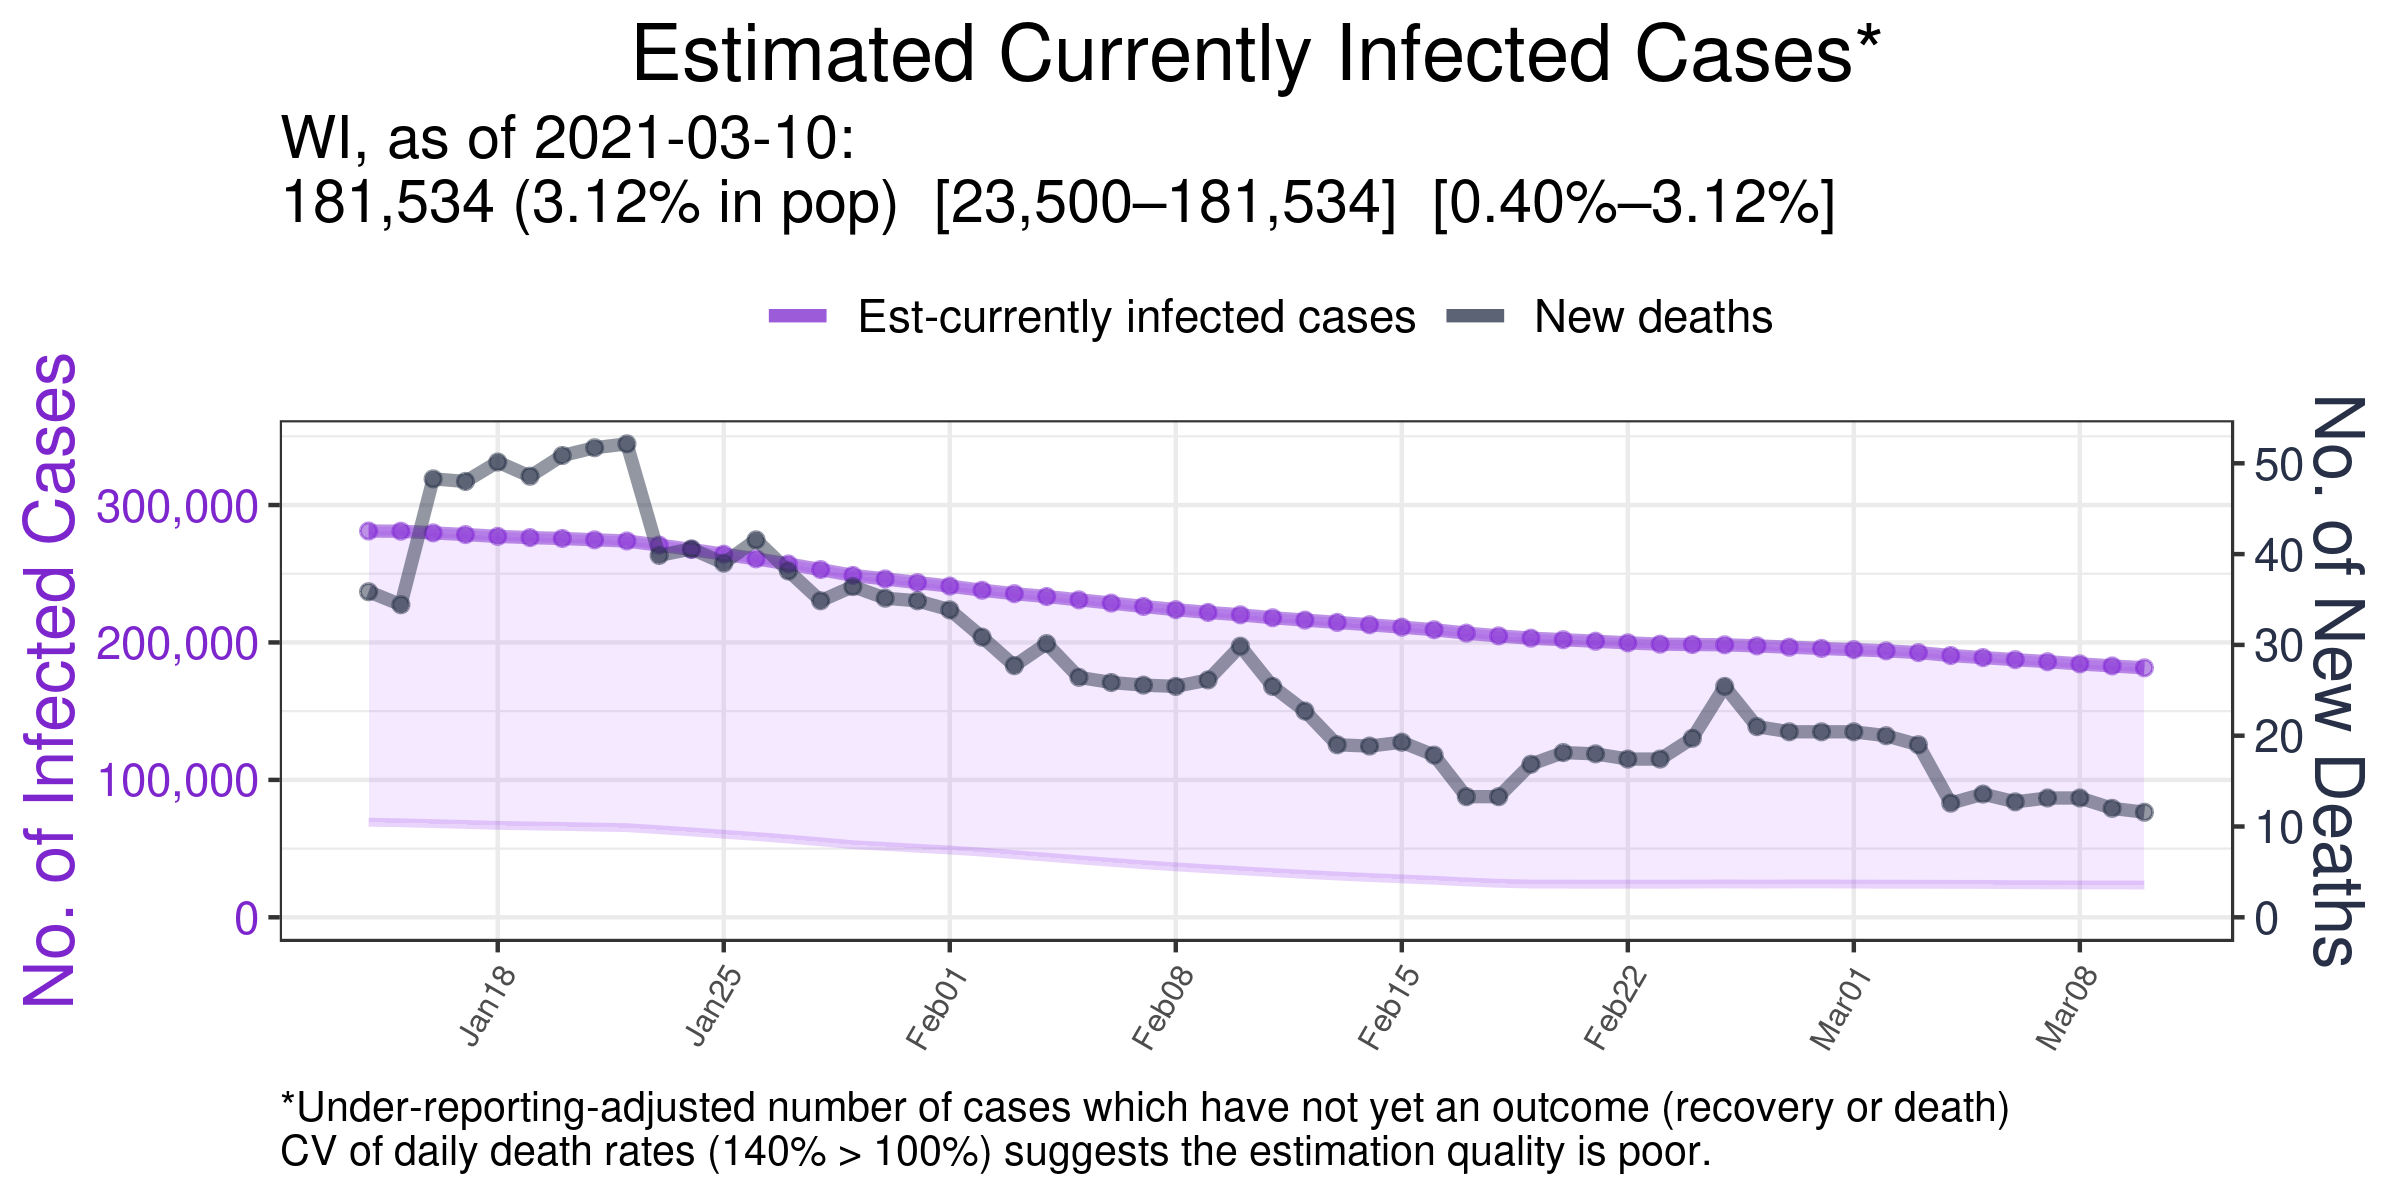 Estimated Currently Infected Cases*
WI, as of 2021-03-10:
181,534 (3.12% in pop)  [23,500–181,534]  [0.40%–3.12%]
Est-currently infected cases
New deaths
No. of Infected Cases
300,000
200,000
100,000
0
50
40
30
20
10
0
No. of New Deaths
Jan18
Jan25
Feb01
Feb08
Feb15
Feb22
Mar01
Mar08
*Under-reporting-adjusted number of cases which have not yet an outcome (recovery or death)
CV of daily death rates (140% > 100%) suggests the estimation quality is poor.